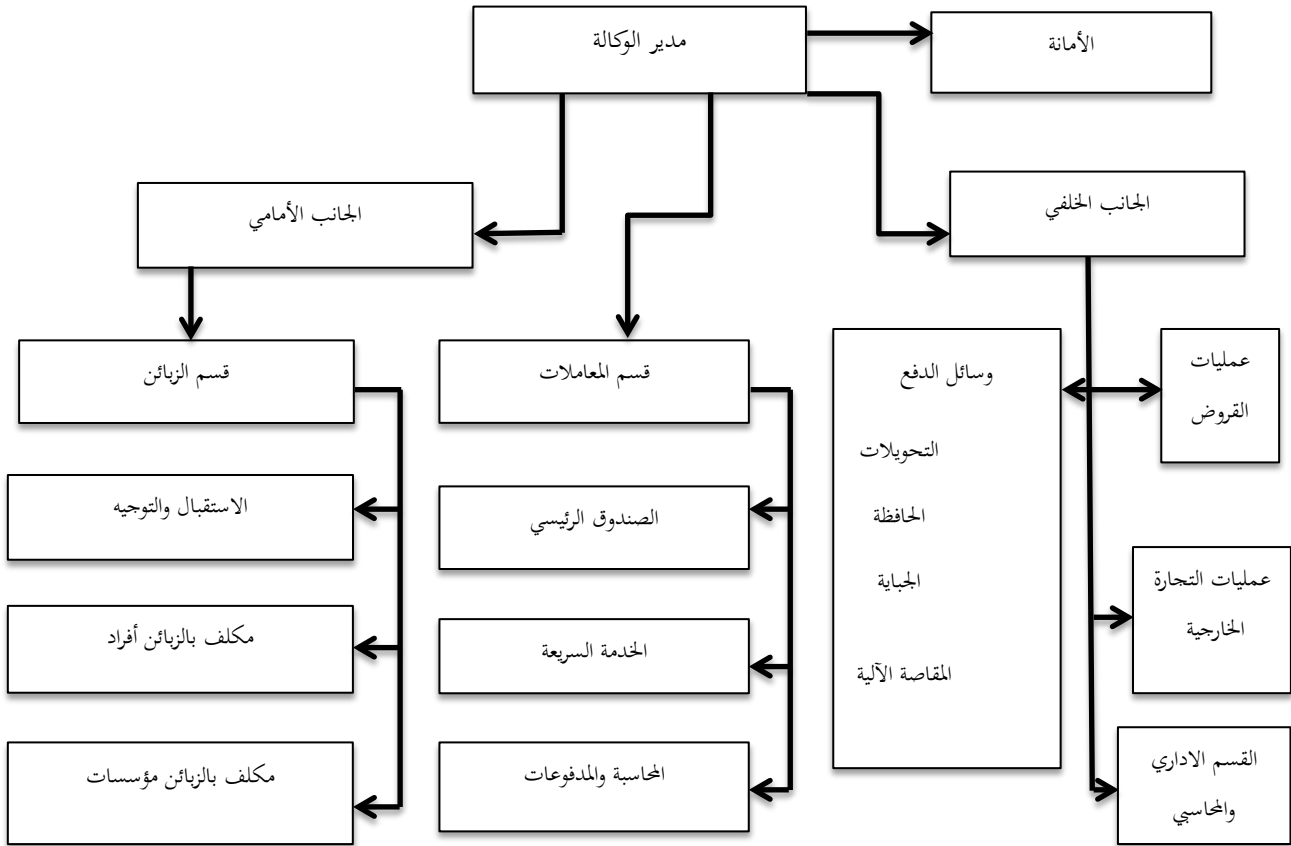 مدير الوكالة
الأمانة
الجانب الخلفي
الجانب الأمامي
عمليات
القروض
وسائل الدفع
التحويلات
الحافظة
الجباية
المقاصة الآلية
عمليات التجارة
الخارجية
القسم الاداري
والمحاسبي
قسم المعاملات
الصندوق الرئيسي
الخدمة السريعة
المحاسبة والمدفوعات
قسم الزبائن
الاستقبال والتوجيه
مكلف بالزبائن أفراد
مكلف بالزبائن مؤسسات